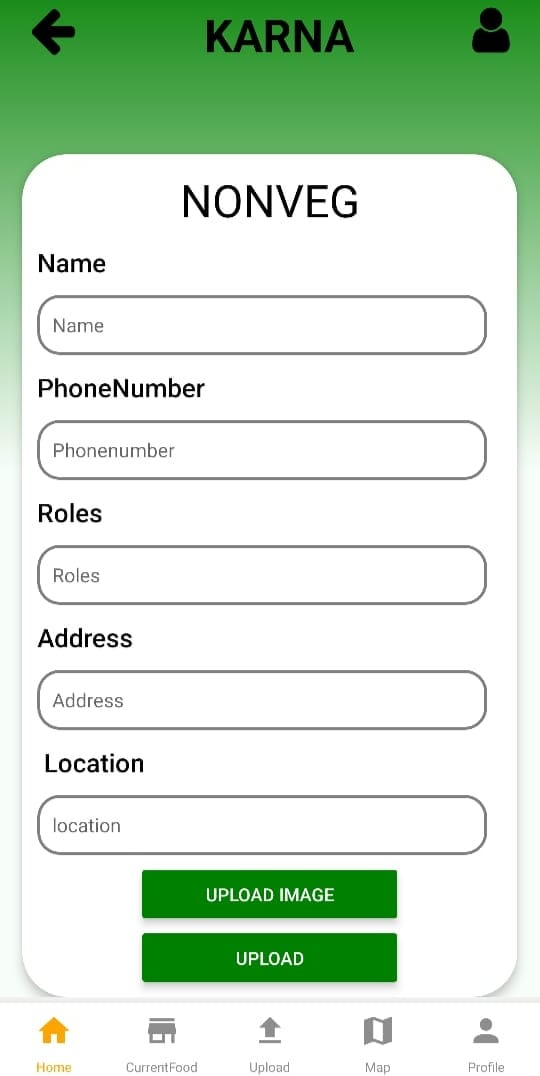 KARNA
NONVEG
Name
Name
PhoneNumber
Phonenumber
Roles
Roles
Address
Address
Location
location
UPLOAD IMAGE
UPLOAD
Home CurrentFood Upload Map Profile